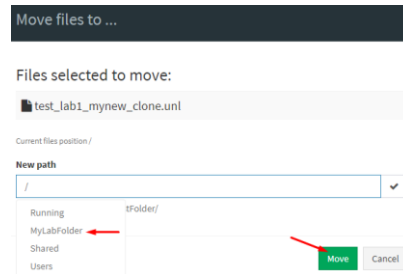 Move files to ...
Files selected to move:
test_lab1_mynew_clone.unl
Current files position /
New path
/
Running
tFolder/
MyLabFolder
Shared
Users
Move
Cancel